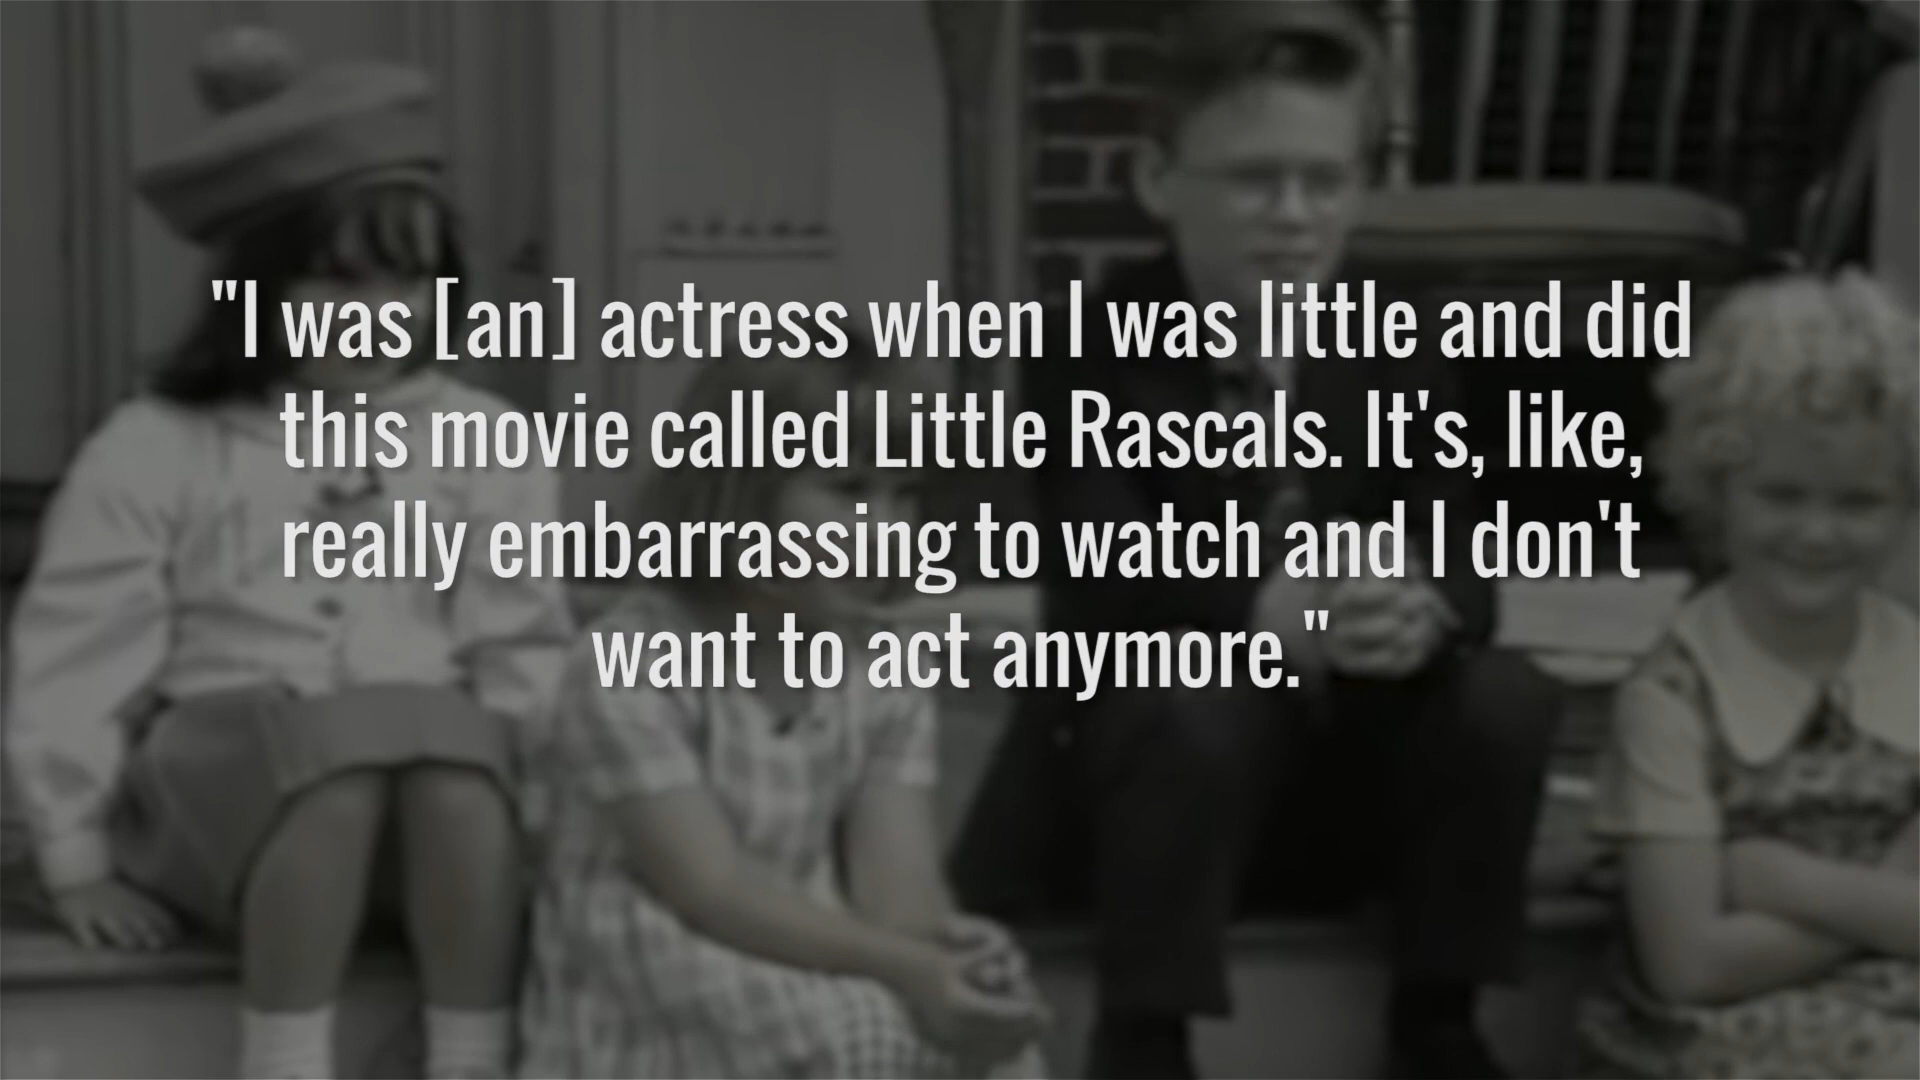 "I was [an] actress when I was little and did
this movie called Little Rascals. It's, like,
really embarrassing to watch and I don't
want to act anymore."